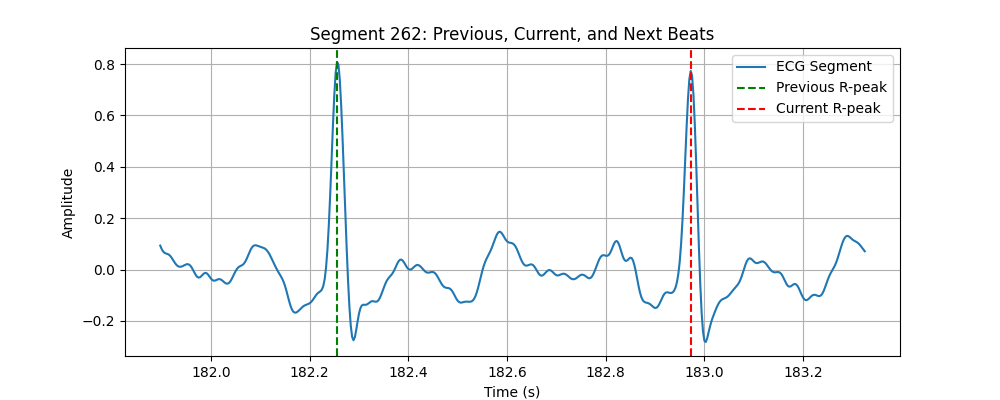 Segment 262: Previous, Current, and Next Beats
ECG Segment
Previous R-peak
Current R-peak
Amplitude
0.8
0.6
0.4
0.2
0.0
−0.2
182.0 182.2 182.4 182.6 182.8 183.0 183.2
Time (s)